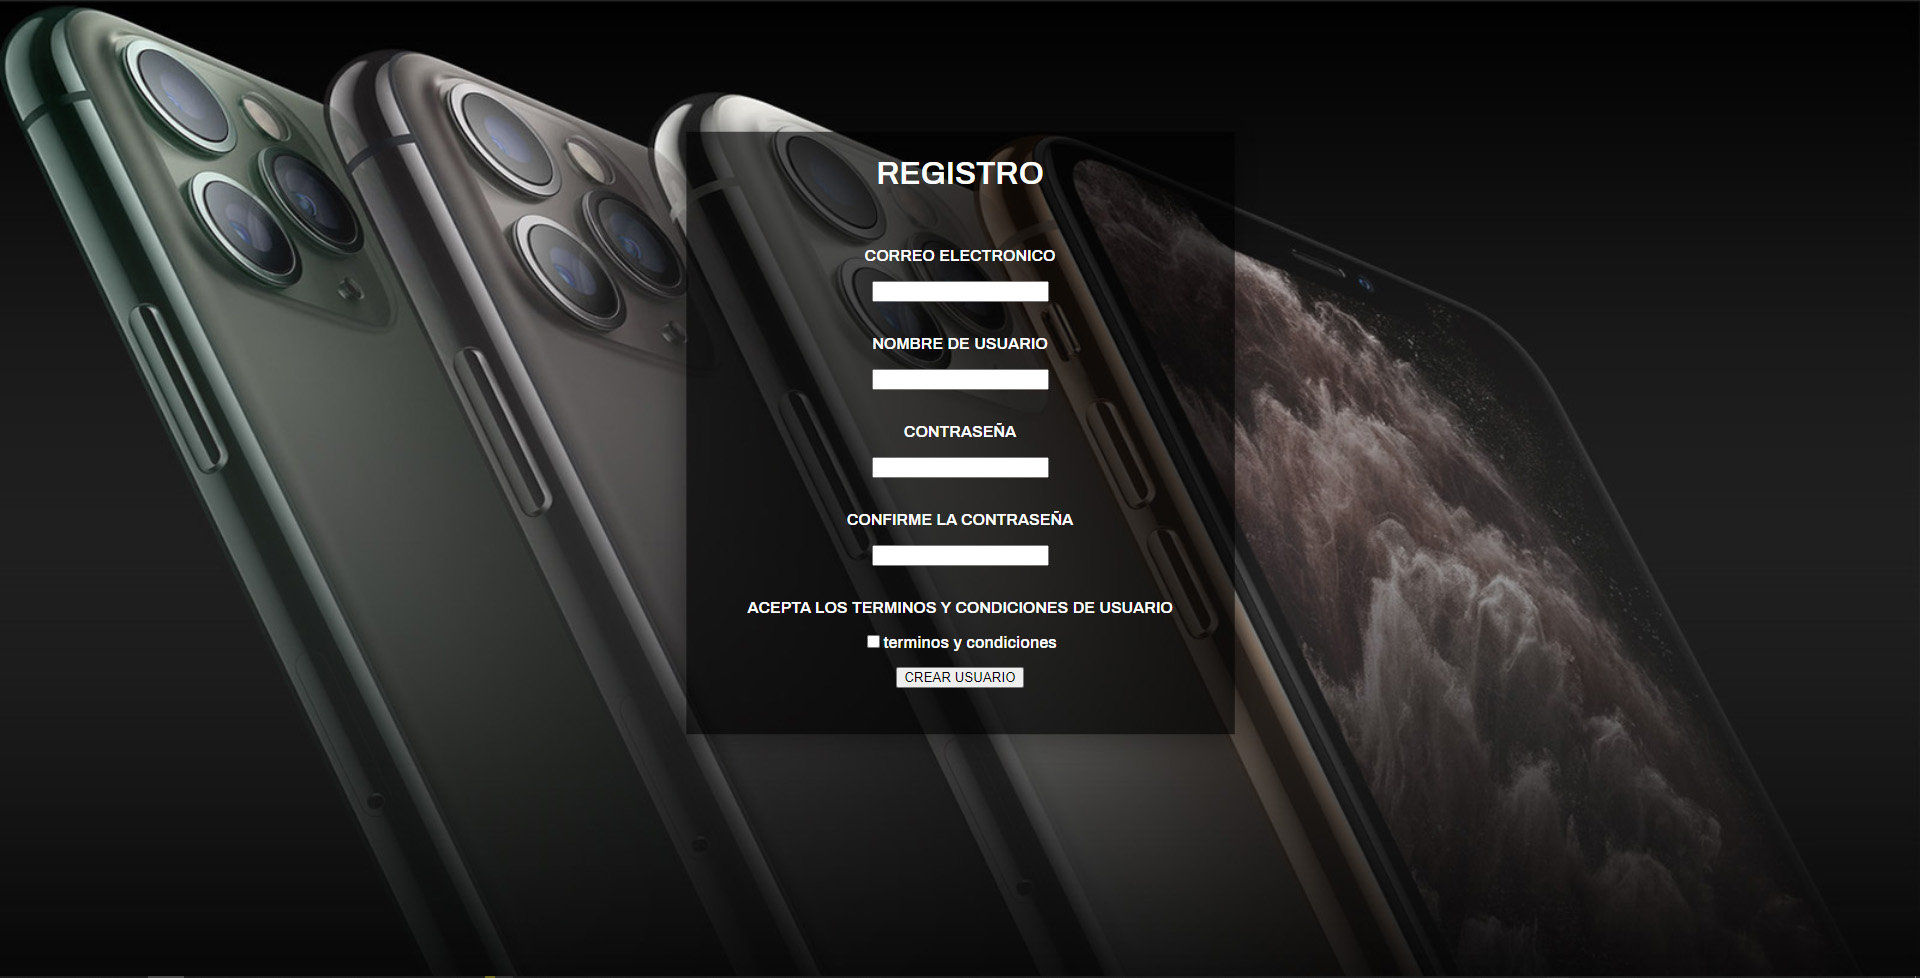 REGISTRO
CORREO ELECTRONICO
NOMBRE DE USUARIO
CONTRASEÑA
CONFIRME LA CONTRASEÑA
ACEPTA LOS TERMINOS Y CONDICIONES DE USUARIO
terminos y condiciones
CREAR USUARIO